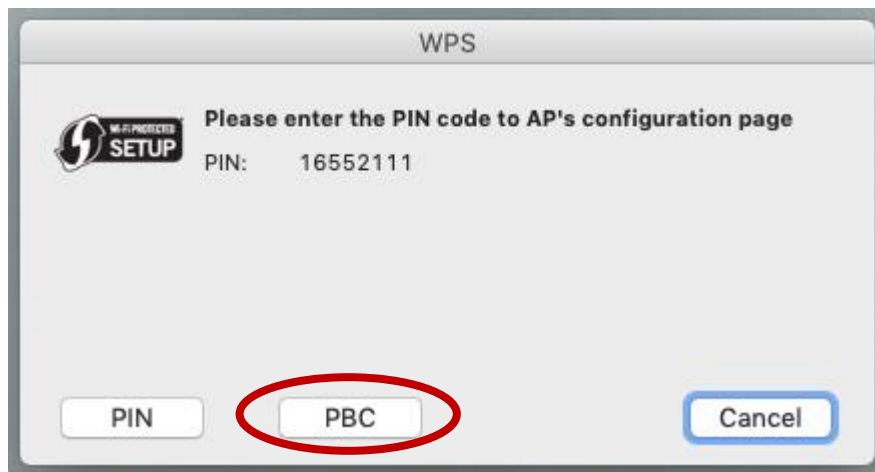 WPS
Please enter the PIN code to AP's configuration page
WI-FI PROTECTED
SETUP
PIN: 16552111
PIN PBC Cancel